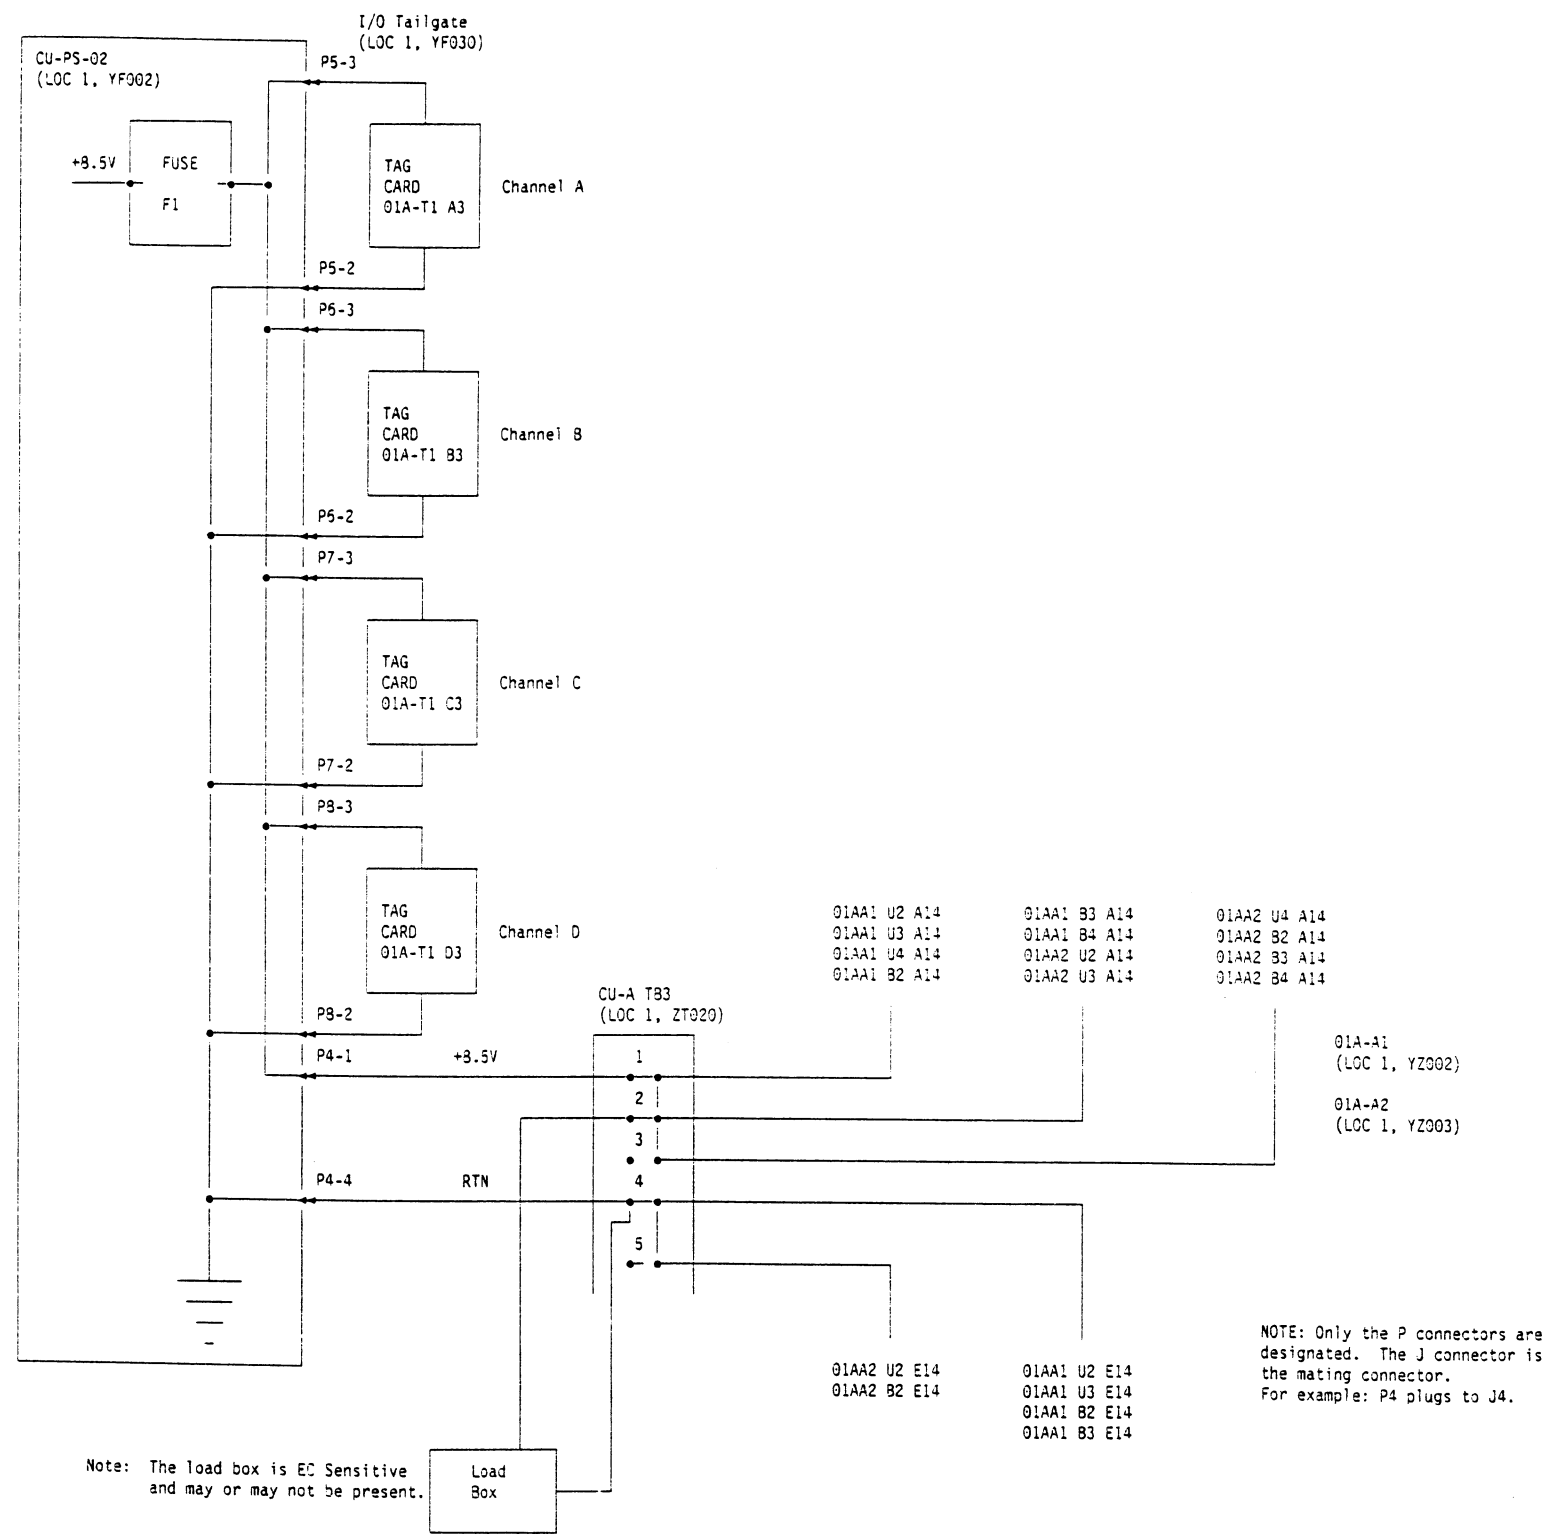 I/O Tailgate
(LOC 1, YF030)
CU-PS-02
(LOC 1, YF002)
P5-3
+8.5V
FUSE
F1
TAG
CARD
01A-T1 A3
Channel A
P5-2
P6-3
TAG
CARD
01A-T1 B3
Channel B
P6-2
P7-3
TAG
CARD
01A-T1 C3
Channel C
P7-2
P8-3
TAG
CARD
01A-T1 D3
Channel D
P8-2
P4-1
+8.5V
CU-A TB3
(LOC 1, ZT020)
1
2
3
4
5
01AA1 U2 A14
01AA1 U3 A14
01AA1 U4 A14
01AA1 B2 A14
01AA1 B3 A14
01AA1 B4 A14
01AA2 U2 A14
01AA2 U3 A14
01AA2 U4 A14
01AA2 B2 A14
01AA2 B3 A14
01AA2 B4 A14
01A-A1
(LOC 1, YZ002)
01A-A2
(LOC 1, YZ003)
P4-4
RTN
01AA2 U2 E14
01AA2 B2 E14
01AA1 U2 E14
01AA1 U3 E14
01AA1 B2 E14
01AA1 B3 E14
NOTE: Only the P connectors are
designated. The J connector is
the mating connector.
For example: P4 plugs to J4.
Note: The load box is EC Sensitive
and may or may not be present.
Load
Box